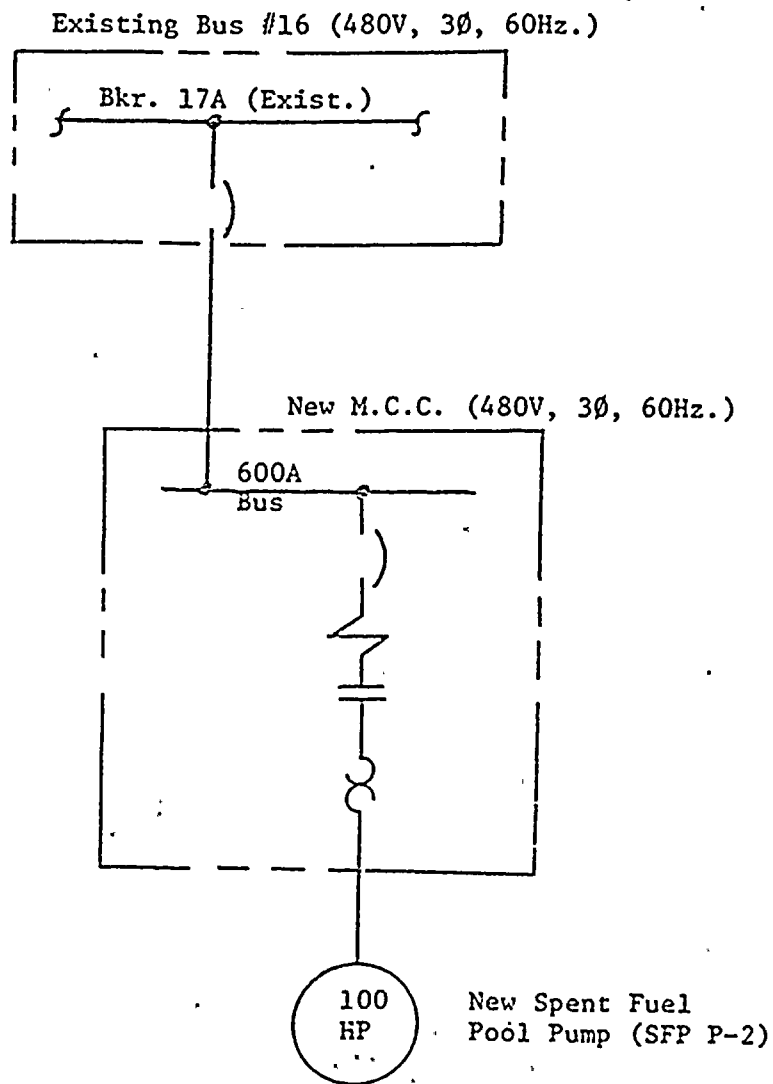 Existing Bus #16 (480V, 3Ø, 60Hz.)
Bkr. 17A (Exist.)
New M.C.C. (480V, 3Ø, 60Hz.)
600A
Bus
100
HP
New Spent Fuel
Pool Pump (SFP P-2)